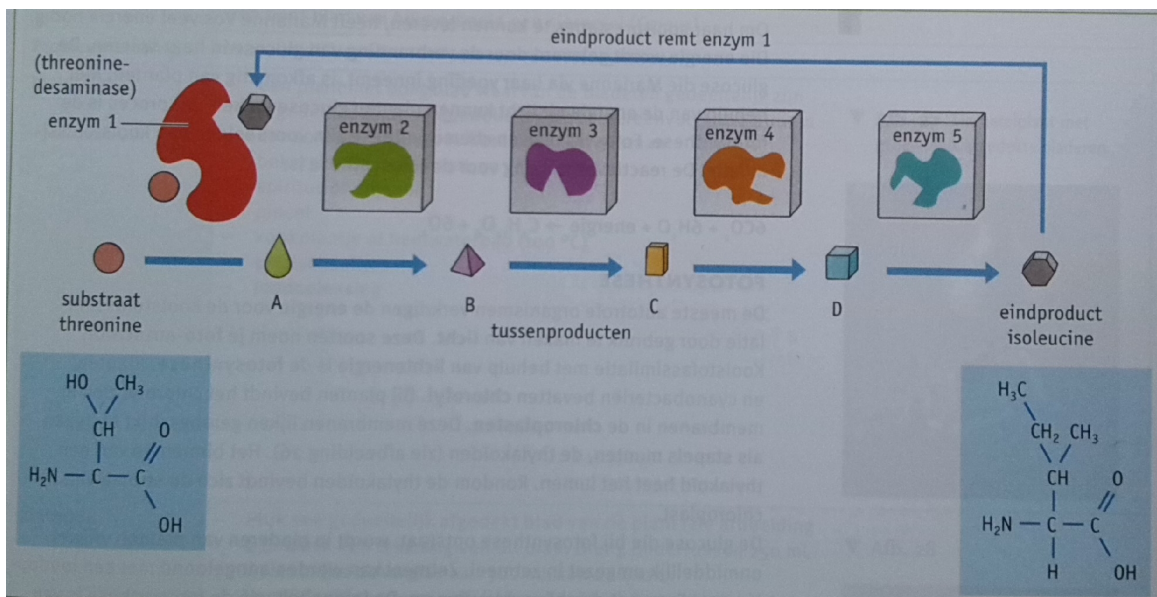 eindproduct remt enzym 1
(threonine-
desaminase)
enzym 1
enzym 2
enzym 3
enzym 4
enzym 5
A
B
C
D
substraat
threonine
tussenproducten
eindproduct
isoleucine
HO CH₃
CH O
H₂N — C — C
OH
H₃C
CH₂ CH₃
CH O
H₂N — C — C
H OH